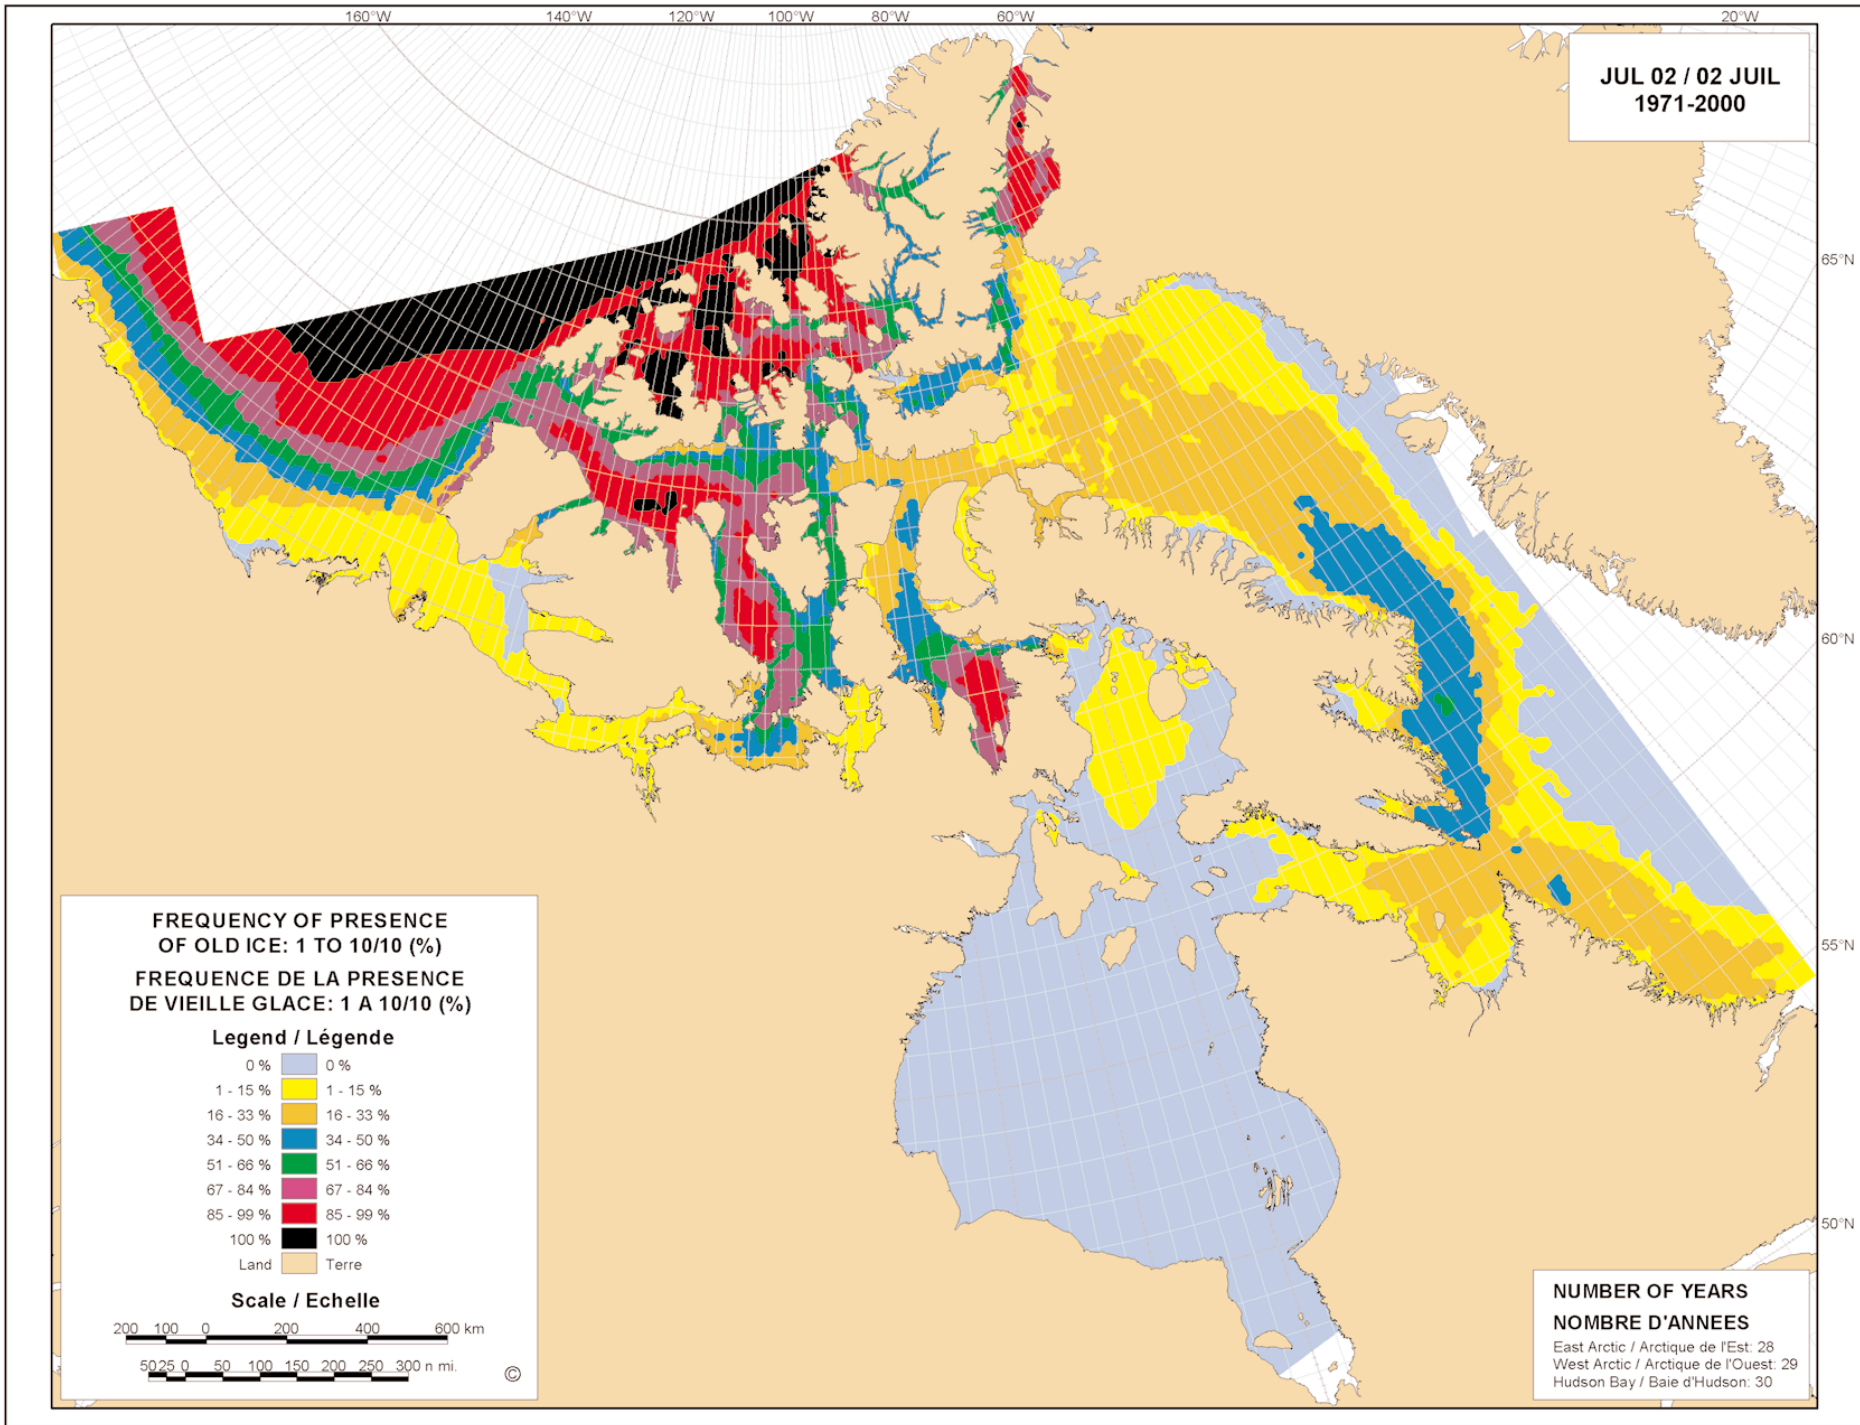 160°W 140°W 120°W 100°W 80°W 60°W 20°W
JUL 02 / 02 JUIL
1971-2000
65°N
60°N
55°N
50°N
FREQUENCY OF PRESENCE
OF OLD ICE: 1 TO 10/10 (%)
FREQUENCE DE LA PRESENCE
DE VIEILLE GLACE: 1 A 10/10 (%)
Legend / Légende
0 % 0 %
1 - 15 % 1 - 15 %
16 - 33 % 16 - 33 %
34 - 50 % 34 - 50 %
51 - 66 % 51 - 66 %
67 - 84 % 67 - 84 %
85 - 99 % 85 - 99 %
100 % 100 %
Land Terre
Scale / Echelle
200 100 0 200 400 600 km
50 25 0 50 100 150 200 250 300 n mi.
©
NUMBER OF YEARS
NOMBRE D'ANNEES
East Arctic / Arctique de l'Est: 28
West Arctic / Arctique de l'Ouest: 29
Hudson Bay / Baie d'Hudson: 30